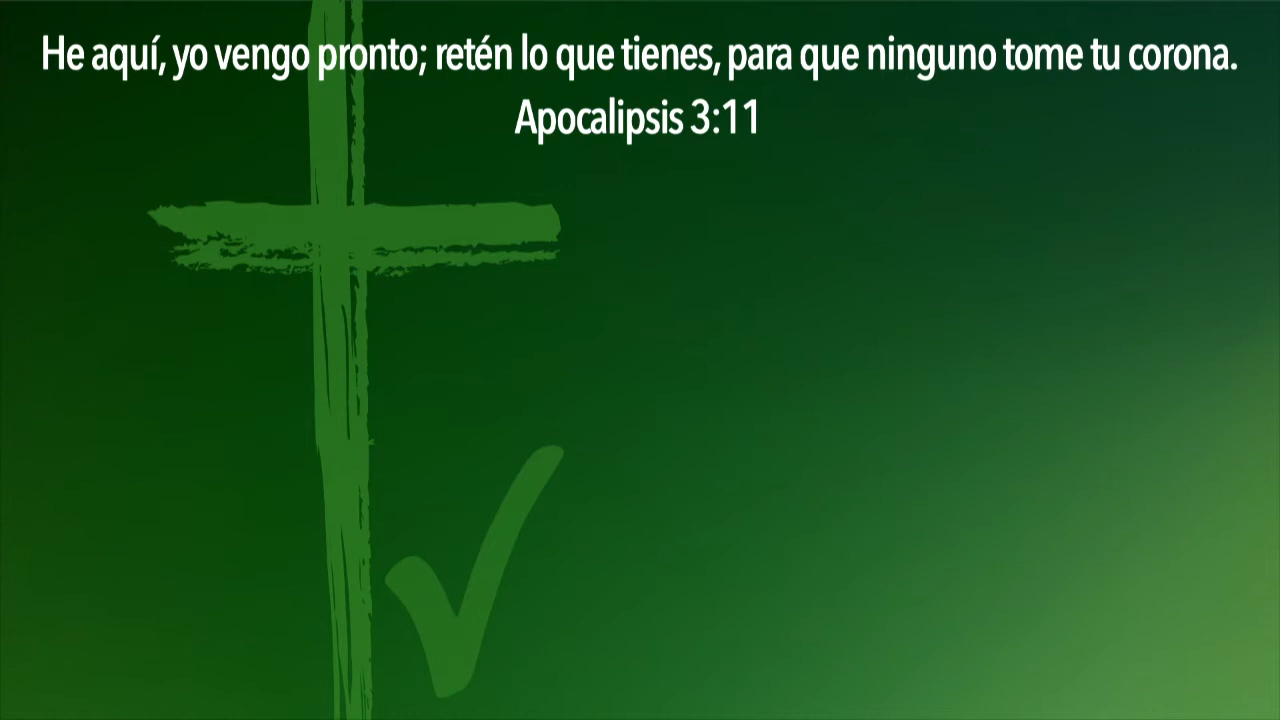 He aquí, yo vengo pronto; retén lo que tienes, para que ninguno tome tu corona.
Apocalipsis 3:11